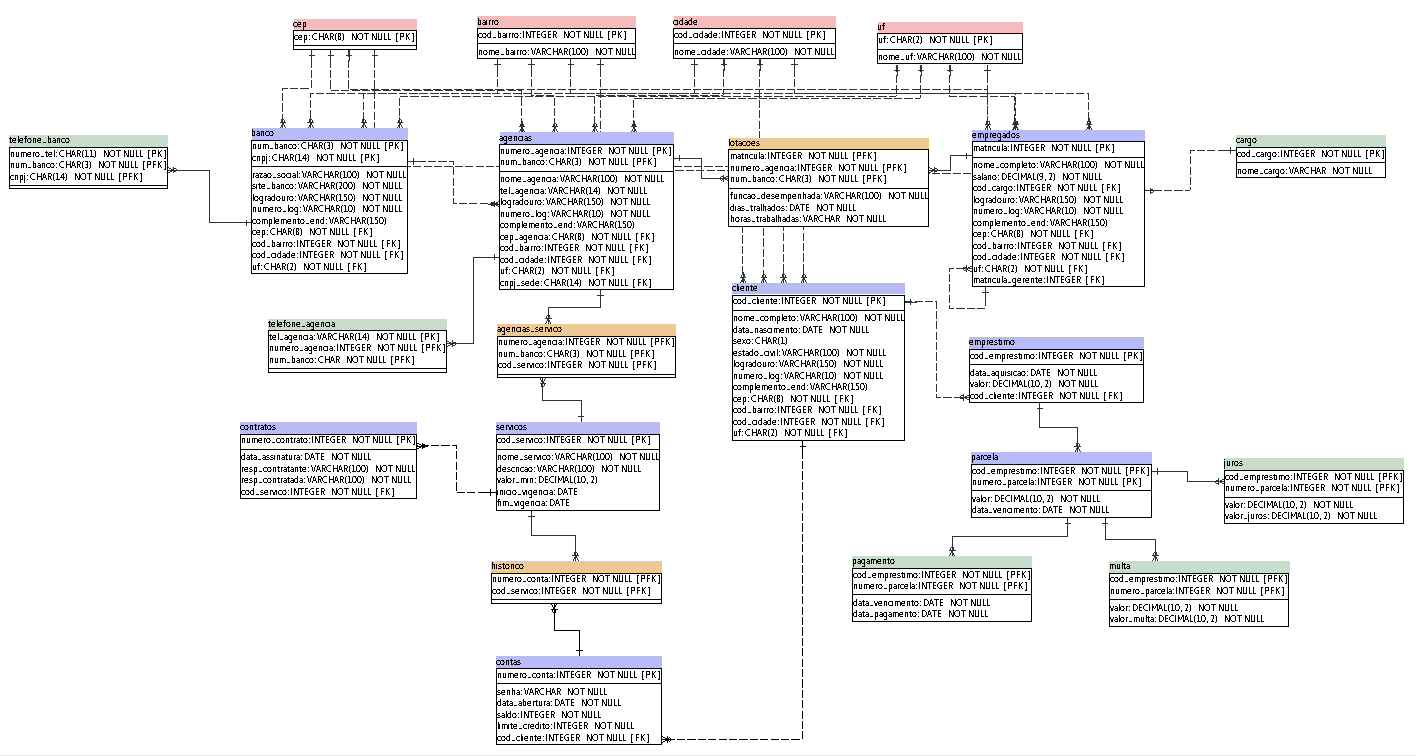 cep
cep: CHAR(8) NOT NULL [PK]
bairro
cod_bairro: INTEGER NOT NULL [PK]
nome_bairro: VARCHAR(100) NOT NULL
cidade
cod_cidade: INTEGER NOT NULL [PK]
nome_cidade: VARCHAR(100) NOT NULL
uf
uf: CHAR(2) NOT NULL [PK]
nome_uf: VARCHAR(100) NOT NULL
telefone_banco
numero_tel: CHAR(11) NOT NULL [PK]
num_banco: CHAR(3) NOT NULL [PFK]
cnpj: CHAR(14) NOT NULL [PFK]
banco
num_banco: CHAR(3) NOT NULL [PK]
cnpj: CHAR(14) NOT NULL [PK]
razao_social: VARCHAR(100) NOT NULL
site_banco: VARCHAR(200) NOT NULL
logradouro: VARCHAR(150) NOT NULL
numero_log: VARCHAR(10) NOT NULL
complemento_end: VARCHAR(150)
cep: CHAR(8) NOT NULL [FK]
cod_bairro: INTEGER NOT NULL [FK]
cod_cidade: INTEGER NOT NULL [FK]
uf: CHAR(2) NOT NULL [FK]
agencias
numero_agencia: INTEGER NOT NULL [PK]
num_banco: CHAR(3) NOT NULL [PFK]
nome_agencia: VARCHAR(100) NOT NULL
tel_agencia: VARCHAR(14) NOT NULL
logradouro: VARCHAR(150) NOT NULL
numero_log: VARCHAR(10) NOT NULL
complemento_end: VARCHAR(150)
cep_agencia: CHAR(8) NOT NULL [FK]
cod_bairro: INTEGER NOT NULL [FK]
cod_cidade: INTEGER NOT NULL [FK]
uf: CHAR(2) NOT NULL [FK]
cnpj_sede: CHAR(14) NOT NULL [FK]
lotacoes
matricula: INTEGER NOT NULL [PFK]
numero_agencia: INTEGER NOT NULL [PFK]
num_banco: CHAR(3) NOT NULL [PFK]
funcao_desempenhada: VARCHAR(100) NOT NULL
dias_tralhados: DATE NOT NULL
horas_trabalhadas: VARCHAR NOT NULL
empregados
matricula: INTEGER NOT NULL [PK]
nome_completo: VARCHAR(100) NOT NULL
salario: DECIMAL(9, 2) NOT NULL
cod_cargo: INTEGER NOT NULL [FK]
logradouro: VARCHAR(150) NOT NULL
numero_log: VARCHAR(10) NOT NULL
complemento_end: VARCHAR(150)
cep: CHAR(8) NOT NULL [FK]
cod_bairro: INTEGER NOT NULL [FK]
cod_cidade: INTEGER NOT NULL [FK]
uf: CHAR(2) NOT NULL [FK]
matricula_gerente: INTEGER [FK]
cargo
cod_cargo: INTEGER NOT NULL [PK]
nome_cargo: VARCHAR NOT NULL
telefone_agencia
tel_agencia: VARCHAR(14) NOT NULL [PK]
numero_agencia: INTEGER NOT NULL [PFK]
num_banco: CHAR NOT NULL [PFK]
agencias_servico
numero_agencia: INTEGER NOT NULL [PFK]
num_banco: CHAR(3) NOT NULL [PFK]
cod_servico: INTEGER NOT NULL [PFK]
cliente
cod_cliente: INTEGER NOT NULL [PK]
nome_completo: VARCHAR(100) NOT NULL
data_nascimento: DATE NOT NULL
sexo: CHAR(1)
estado_civil: VARCHAR(100) NOT NULL
logradouro: VARCHAR(150) NOT NULL
numero_log: VARCHAR(10) NOT NULL
complemento_end: VARCHAR(150)
cep: CHAR(8) NOT NULL [FK]
cod_bairro: INTEGER NOT NULL [FK]
cod_cidade: INTEGER NOT NULL [FK]
uf: CHAR(2) NOT NULL [FK]
emprestimo
cod_emprestimo: INTEGER NOT NULL [PK]
data_aquisicao: DATE NOT NULL
valor: DECIMAL(10, 2) NOT NULL
cod_cliente: INTEGER NOT NULL [FK]
contratos
numero_contrato: INTEGER NOT NULL [PK]
data_assinatura: DATE NOT NULL
resp_contratante: VARCHAR(100) NOT NULL
resp_contratada: VARCHAR(100) NOT NULL
cod_servico: INTEGER NOT NULL [FK]
servicos
cod_servico: INTEGER NOT NULL [PK]
nome_servico: VARCHAR(100) NOT NULL
descricao: VARCHAR(100) NOT NULL
valor_min: DECIMAL(10, 2)
inicio_vigencia: DATE
fim_vigencia: DATE
parcela
cod_emprestimo: INTEGER NOT NULL [PFK]
numero_parcela: INTEGER NOT NULL [PK]
valor: DECIMAL(10, 2) NOT NULL
data_vencimento: DATE NOT NULL
juros
cod_emprestimo: INTEGER NOT NULL [PFK]
numero_parcela: INTEGER NOT NULL [PFK]
valor: DECIMAL(10, 2) NOT NULL
valor_juros: DECIMAL(10, 2) NOT NULL
historico
numero_conta: INTEGER NOT NULL [PFK]
cod_servico: INTEGER NOT NULL [PFK]
pagamento
cod_emprestimo: INTEGER NOT NULL [PFK]
numero_parcela: INTEGER NOT NULL [PFK]
data_vencimento: DATE NOT NULL
data_pagamento: DATE NOT NULL
multa
cod_emprestimo: INTEGER NOT NULL [PFK]
numero_parcela: INTEGER NOT NULL [PFK]
valor: DECIMAL(10, 2) NOT NULL
valor_multa: DECIMAL(10, 2) NOT NULL
contas
numero_conta: INTEGER NOT NULL [PK]
senha: VARCHAR NOT NULL
data_abertura: DATE NOT NULL
saldo: INTEGER NOT NULL
limite_credito: INTEGER NOT NULL
cod_cliente: INTEGER NOT NULL [FK]